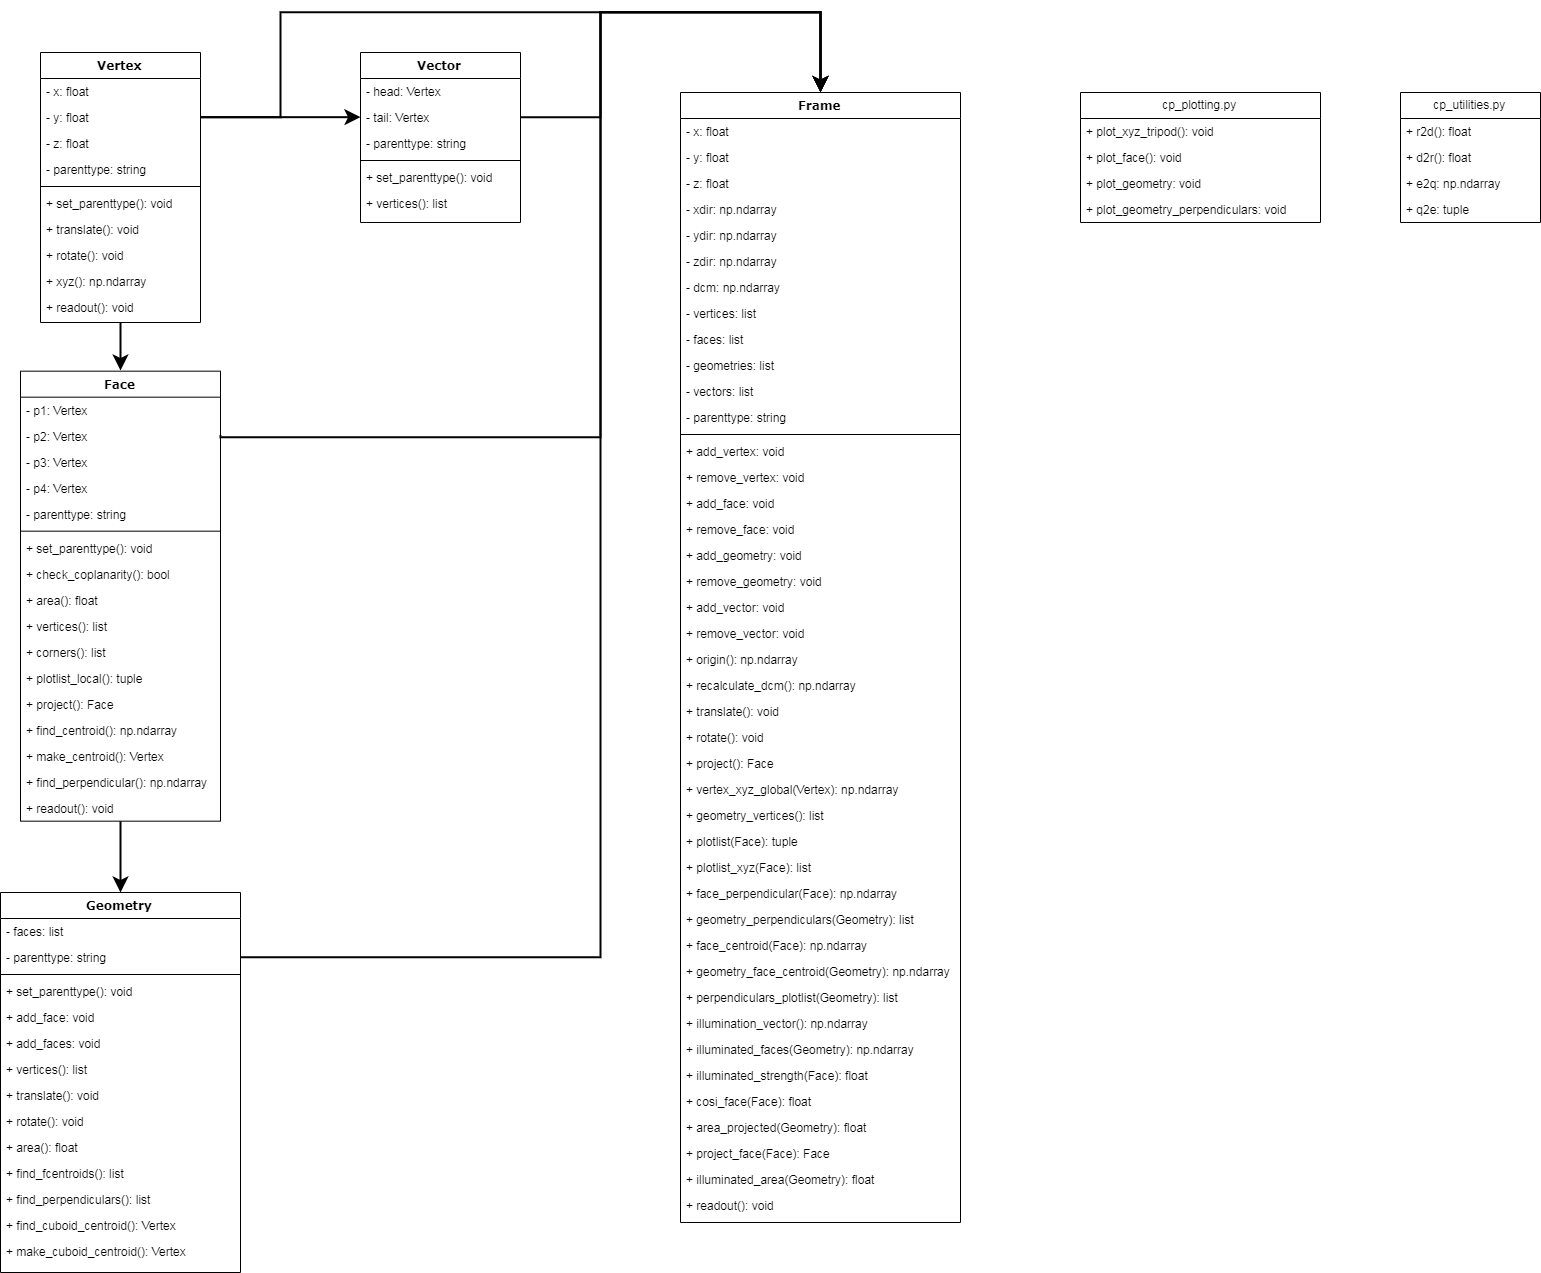 Vertex
- x: float
- y: float
- z: float
- parenttype: string
+ set_parenttype(): void
+ translate(): void
+ rotate(): void
+ xyz(): np.ndarray
+ readout(): void
Vector
- head: Vertex
- tail: Vertex
- parenttype: string
+ set_parenttype(): void
+ vertices(): list
Face
- p1: Vertex
- p2: Vertex
- p3: Vertex
- p4: Vertex
- parenttype: string
+ set_parenttype(): void
+ check_coplanarity(): bool
+ area(): float
+ vertices(): list
+ corners(): list
+ plotlist_local(): tuple
+ project(): Face
+ find_centroid(): np.ndarray
+ make_centroid(): Vertex
+ find_perpendicular(): np.ndarray
+ readout(): void
Geometry
- faces: list
- parenttype: string
+ set_parenttype(): void
+ add_face: void
+ add_faces: void
+ vertices(): list
+ translate(): void
+ rotate(): void
+ area(): float
+ find_fcentroids(): list
+ find_perpendiculars(): list
+ find_cuboid_centroid(): Vertex
+ make_cuboid_centroid(): Vertex
Frame
- x: float
- y: float
- z: float
- xdir: np.ndarray
- ydir: np.ndarray
- zdir: np.ndarray
- dcm: np.ndarray
- vertices: list
- faces: list
- geometries: list
- vectors: list
- parenttype: string
+ add_vertex: void
+ remove_vertex: void
+ add_face: void
+ remove_face: void
+ add_geometry: void
+ remove_geometry: void
+ add_vector: void
+ remove_vector: void
+ origin(): np.ndarray
+ recalculate_dcm(): np.ndarray
+ translate(): void
+ rotate(): void
+ project(): Face
+ vertex_xyz_global(Vertex): np.ndarray
+ geometry_vertices(): list
+ plotlist(Face): tuple
+ plotlist_xyz(Face): list
+ face_perpendicular(Face): np.ndarray
+ geometry_perpendiculars(Geometry): list
+ face_centroid(Face): np.ndarray
+ geometry_face_centroid(Geometry): np.ndarray
+ perpendiculars_plotlist(Geometry): list
+ illumination_vector(): np.ndarray
+ illuminated_faces(Geometry): np.ndarray
+ illuminated_strength(Face): float
+ cosi_face(Face): float
+ area_projected(Geometry): float
+ project_face(Face): Face
+ illuminated_area(Geometry): float
+ readout(): void
cp_plotting.py
+ plot_xyz_tripod(): void
+ plot_face(): void
+ plot_geometry: void
+ plot_geometry_perpendiculars: void
cp_utilities.py
+ r2d(): float
+ d2r(): float
+ e2q: np.ndarray
+ q2e: tuple